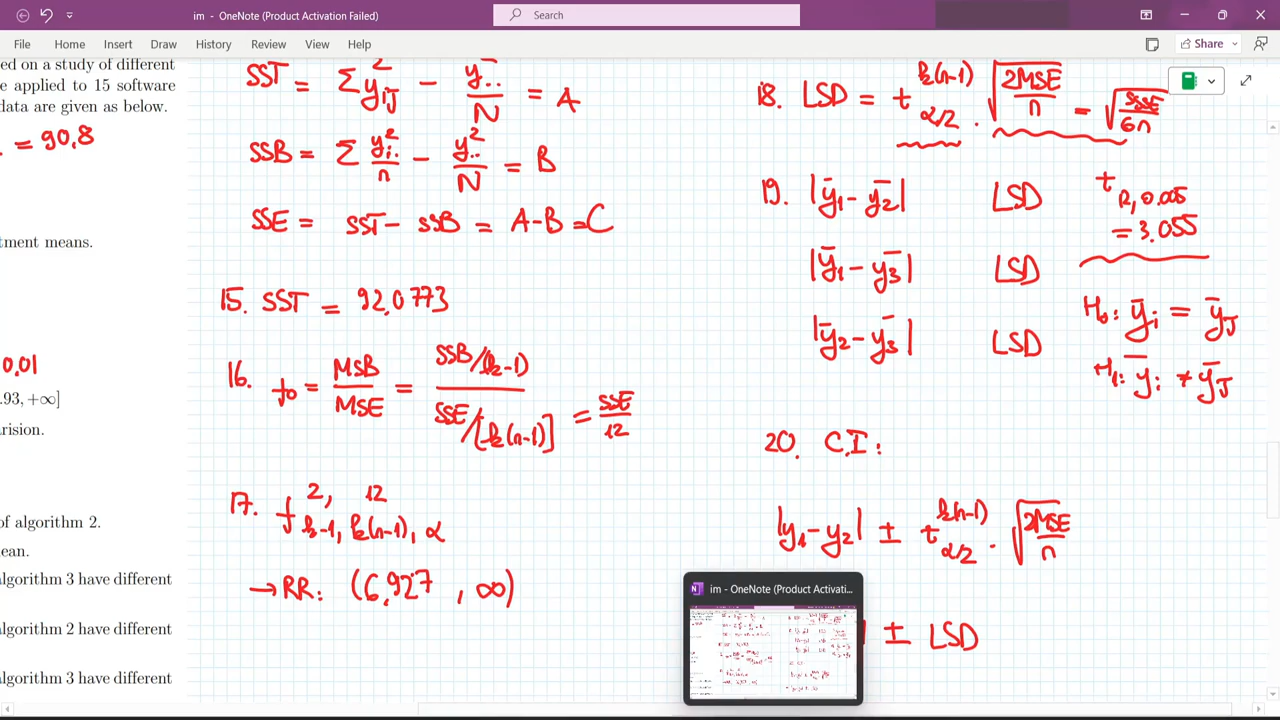 im - OneNote (Product Activation Failed)
Search
File Home Insert Draw History Review View Help
Share
ed on a study of different
e applied to 15 software
data are given as below.
= 90,8
tment means.
0,01
.93, +∞]
rision.
of algorithm 2.
ean.
lgorithm 3 have different
lgorithm 2 have different
lgorithm 3 have different
SST = Σ y²ᵢⱼ − y²../N = A
SSB = Σ yᵢ.²/n − y²../N = B
SSE = SST − SSB = A−B = C
15. SST = 92,0773
16. f₀ = MSB/MSE = SSB/(k−1) / SSE/[k(n−1)] = SSE/12
17. f 2, 12
k−1, k(n−1), α
→ RR: (6,927, ∞)
18. LSD = t k(n−1) α/2 . √(2MSE/n) =
19. |ȳ₁ − ȳ₂| LSD
|ȳ₁ − ȳ₃| LSD
|ȳ₂ − ȳ₃| LSD
t 12, 0.005
= 3.055
H₀: ȳᵢ = ȳⱼ
H₁: ȳᵢ ≠ ȳⱼ
20. C.I:
|y₁ − y₂| ± t k(n−1) α/2 . √(2MSE/n)
im - OneNote (Product Activati...
± LSD